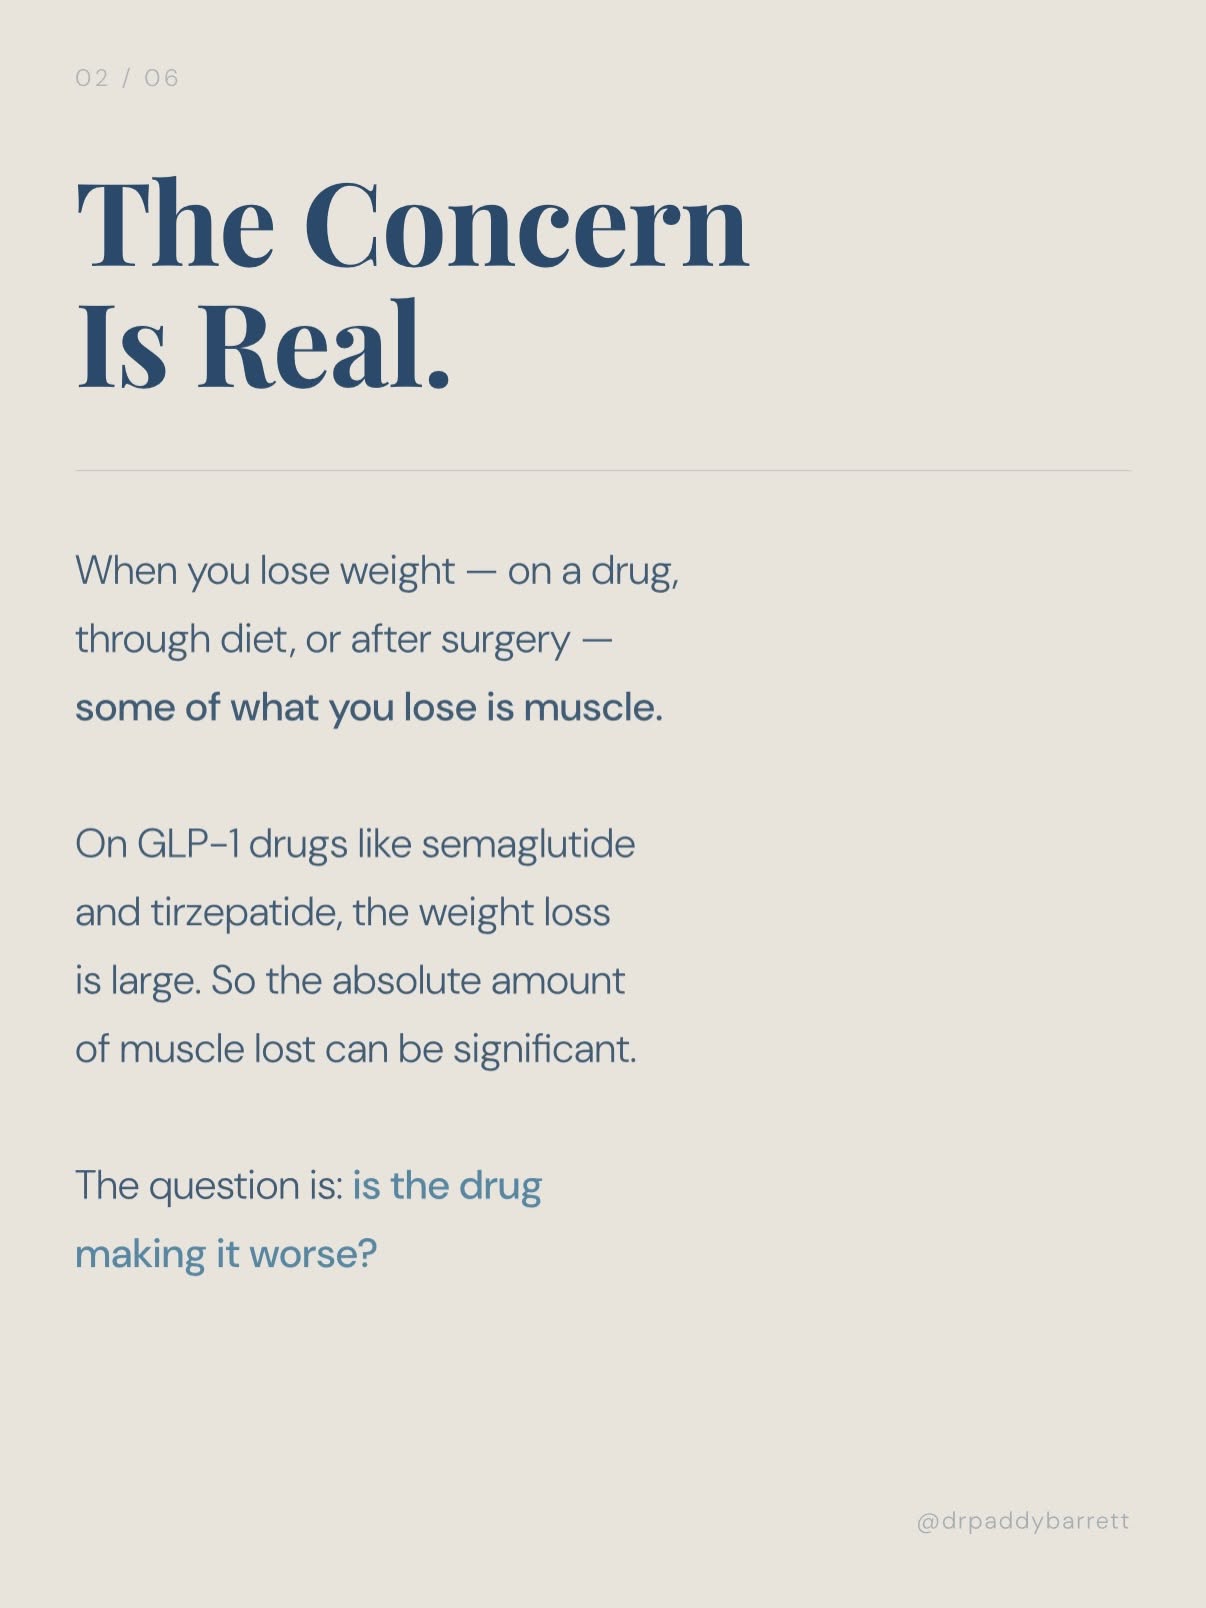 02 / 06
The Concern
Is Real.
When you lose weight — on a drug,
through diet, or after surgery —
some of what you lose is muscle.
On GLP-1 drugs like semaglutide
and tirzepatide, the weight loss
is large. So the absolute amount
of muscle lost can be significant.
The question is: is the drug
making it worse?
@drpaddybarrett